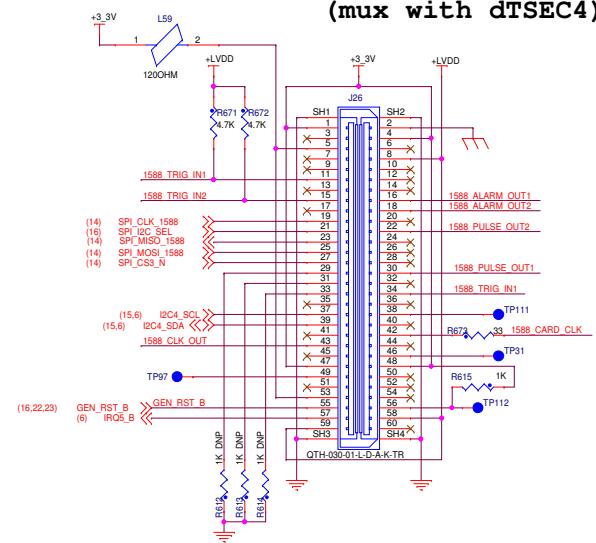 (mux with dTSEC4)
+3_3V
L59
1
2
120OHM
+LVDD
+3_3V
+LVDD
R671
4.7K
R672
4.7K
J26
SH1
SH2
1
2
3
4
5
6
7
8
9
10
11
12
13
14
15
16
17
18
19
20
21
22
23
24
25
26
27
28
29
30
31
32
33
34
35
36
37
38
39
40
41
42
43
44
45
46
47
48
49
50
51
52
53
54
55
56
57
58
59
60
SH3
SH4
QTH-030-01-L-D-A-K-TR
1588_TRIG_IN1
1588_TRIG_IN2
(14) SPI_CLK_1588
(16) SPI_I2C_SEL
(14) SPI_MISO_1588
(14) SPI_MOSI_1588
(14) SPI_CS3_N
(15,6) I2C4_SCL
(15,6) I2C4_SDA
1588_CLK_OUT
TP97
(16,22,23) GEN_RST_B
GEN_RST_B
(6) IRQ5_B
1588_ALARM_OUT1
1588_ALARM_OUT2
1588_PULSE_OUT2
1588_PULSE_OUT1
1588_TRIG_IN1
TP111
R673
33
1588_CARD_CLK
TP31
R615
1K
TP112
1K DNP
1K DNP
1K DNP
R612
R613
R614